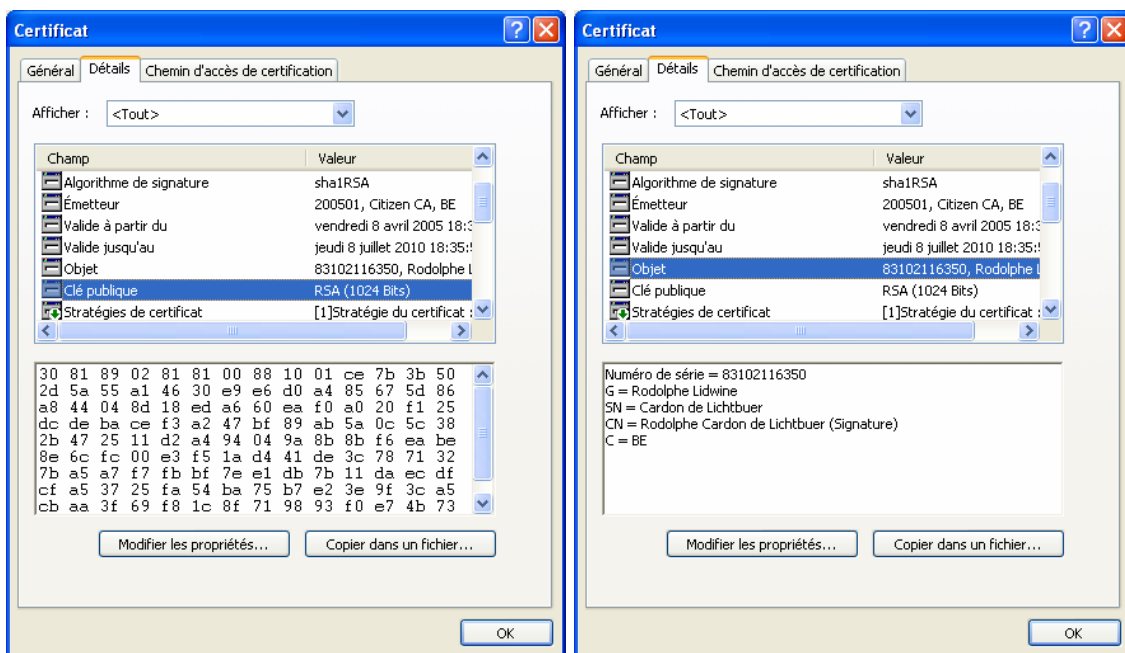 Certificat
Général Détails Chemin d'accès de certification
Afficher : <Tout>
Champ Valeur
Algorithme de signature sha1RSA
Émetteur 200501, Citizen CA, BE
Valide à partir du vendredi 8 avril 2005 18:3
Valide jusqu'au jeudi 8 juillet 2010 18:35:
Objet 83102116350, Rodolphe L
Clé publique RSA (1024 Bits)
Stratégies de certificat [1]Stratégie du certificat :
30 81 89 02 81 81 00 88 10 01 ce 7b 3b 50
2d 5a 55 a1 46 30 e9 e6 d0 a4 85 67 5d 86
a8 44 04 8d 18 ed a6 60 ea f0 a0 20 f1 25
dc de ba ce f3 a2 47 bf 89 ab 5a 0c 5c 38
2b 47 25 11 d2 a4 94 04 9a 8b 8b f6 ea be
8e 6c fc 00 e3 f5 1a d4 41 de 3c 78 71 32
7b a5 a7 f7 fb bf 7e e1 db 7b 11 da ec df
cf a5 37 25 fa 54 ba 75 b7 e2 3e 9f 3c a5
cb aa 3f 69 f8 1c 8f 71 98 93 f0 e7 4b 73
Modifier les propriétés... Copier dans un fichier...
OK
Certificat
Général Détails Chemin d'accès de certification
Afficher : <Tout>
Champ Valeur
Algorithme de signature sha1RSA
Émetteur 200501, Citizen CA, BE
Valide à partir du vendredi 8 avril 2005 18:3
Valide jusqu'au jeudi 8 juillet 2010 18:35:
Objet 83102116350, Rodolphe L
Clé publique RSA (1024 Bits)
Stratégies de certificat [1]Stratégie du certificat :
Numéro de série = 83102116350
G = Rodolphe Lidwine
SN = Cardon de Lichtbuer
CN = Rodolphe Cardon de Lichtbuer (Signature)
C = BE
Modifier les propriétés... Copier dans un fichier...
OK